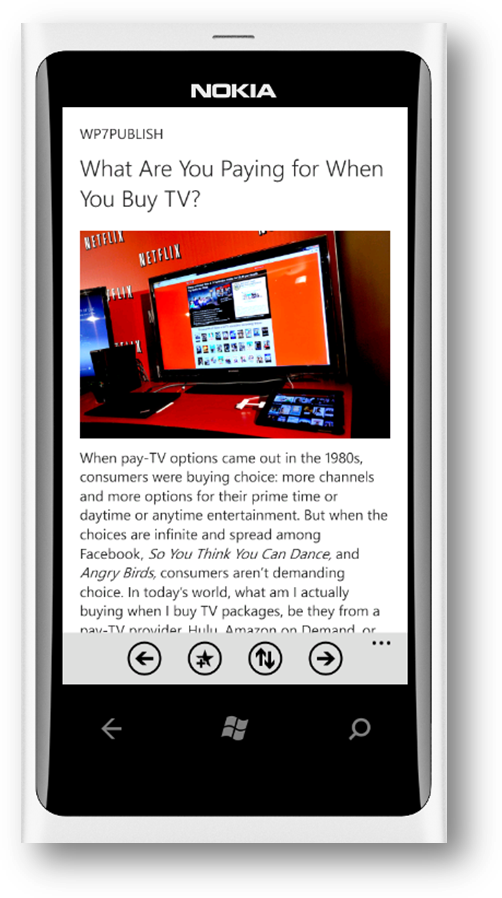 NOKIA
WP7PUBLISH
What Are You Paying for When
You Buy TV?
NETFLIX
NETFLIX
NETFLIX
When pay-TV options came out in the 1980s,
consumers were buying choice: more channels
and more options for their prime time or
daytime or anytime entertainment. But when the
choices are infinite and spread among
Facebook, So You Think You Can Dance, and
Angry Birds, consumers aren't demanding
choice. In today's world, what am I actually
buying when I buy TV packages, be they from a
pay-TV provider, Hulu, Amazon on Demand, or